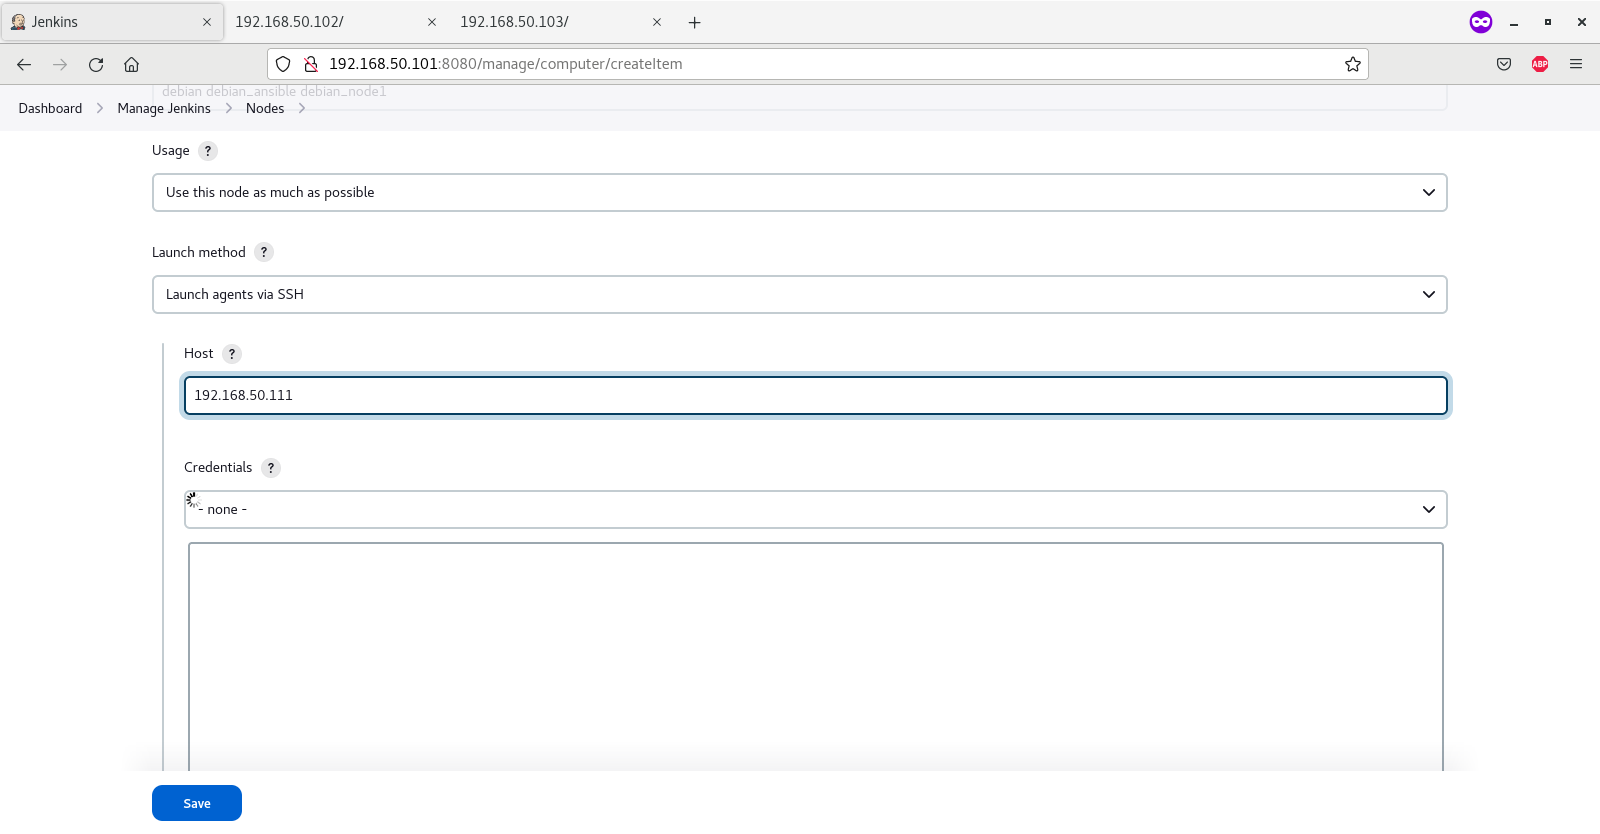 Jenkins
192.168.50.102/
192.168.50.103/
192.168.50.101:8080/manage/computer/createItem
ABP
debian debian_ansible debian_node1
Dashboard
Manage Jenkins
Nodes
Usage ?
Use this node as much as possible
Launch method ?
Launch agents via SSH
Host ?
192.168.50.111
Credentials ?
- none -
Save